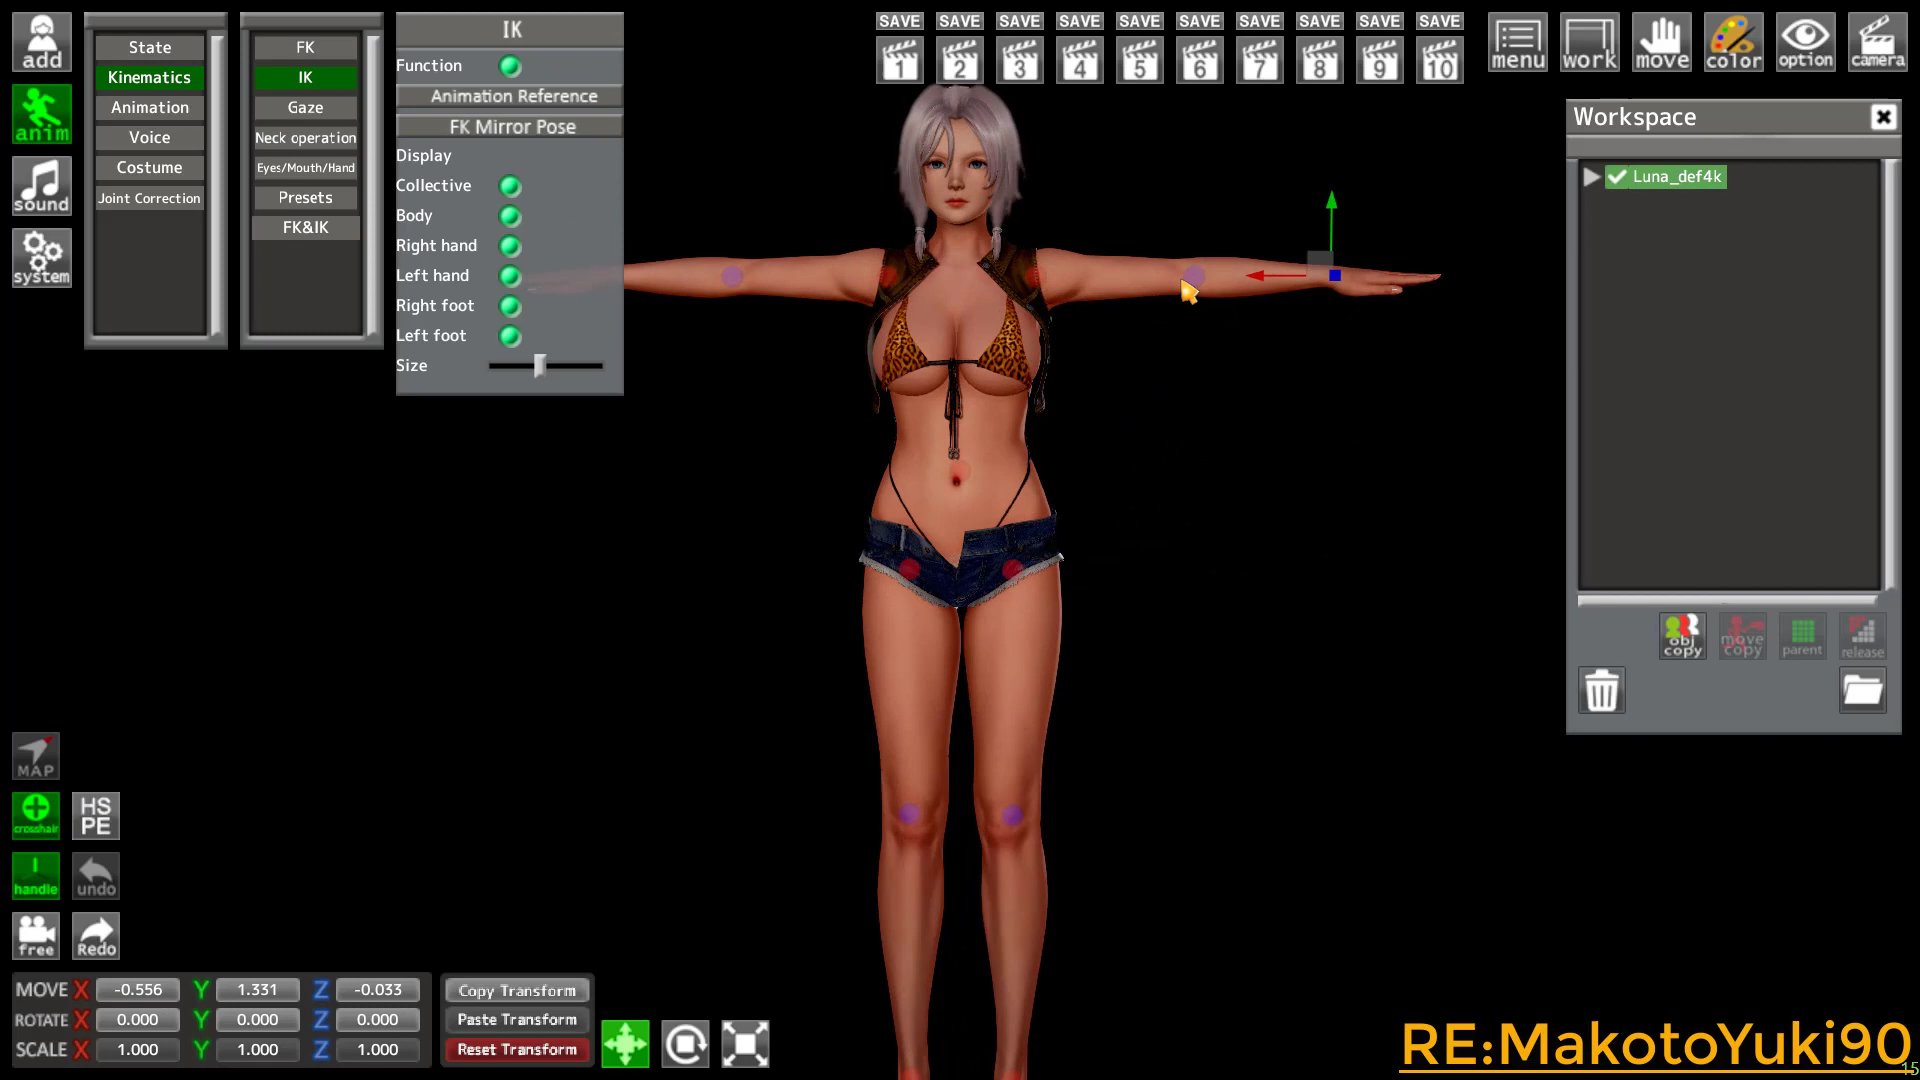 add
anim
sound
system
State
Kinematics
Animation
Voice
Costume
Joint Correction
FK
IK
Gaze
Neck operation
Eyes/Mouth/Hand
Presets
FK&IK
IK
Function
Animation Reference
FK Mirror Pose
Display
Collective
Body
Right hand
Left hand
Right foot
Left foot
Size
SAVE SAVE SAVE SAVE SAVE SAVE SAVE SAVE SAVE SAVE
1 2 3 4 5 6 7 8 9 10
menu work move color option camera
Workspace
Luna_def4k
obj copy
move copy
parent
release
MAP
crosshair
HS PE
handle
undo
free
Redo
MOVE X -0.556 Y 1.331 Z -0.033
ROTATE X 0.000 Y 0.000 Z 0.000
SCALE X 1.000 Y 1.000 Z 1.000
Copy Transform
Paste Transform
Reset Transform
RE:MakotoYuki90
15